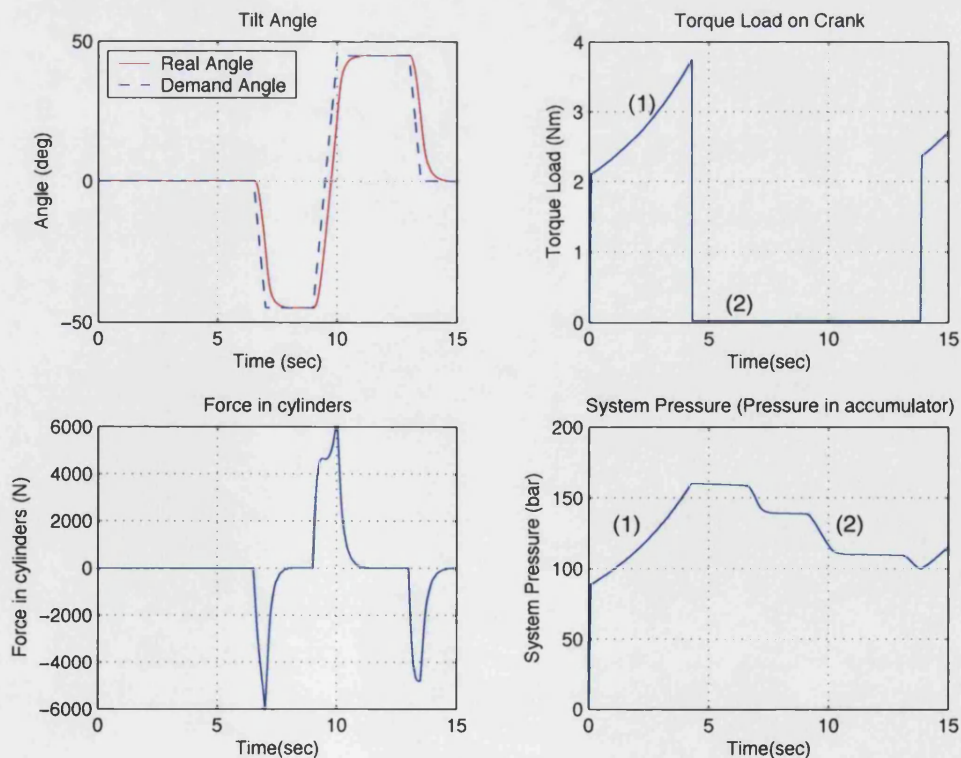 Tilt Angle
50
0
−50
Angle (deg)
Real Angle
Demand Angle
0 5 10 15
Time (sec)
Torque Load on Crank
4
3
2
1
0
Torque Load (Nm)
(1)
(2)
0 5 10 15
Time(sec)
Force in cylinders
6000
4000
2000
0
−2000
−4000
−6000
Force in cylinders (N)
0 5 10 15
Time(sec)
System Pressure (Pressure in accumulator)
200
150
100
50
0
System Pressure (bar)
(1)
(2)
0 5 10 15
Time(sec)